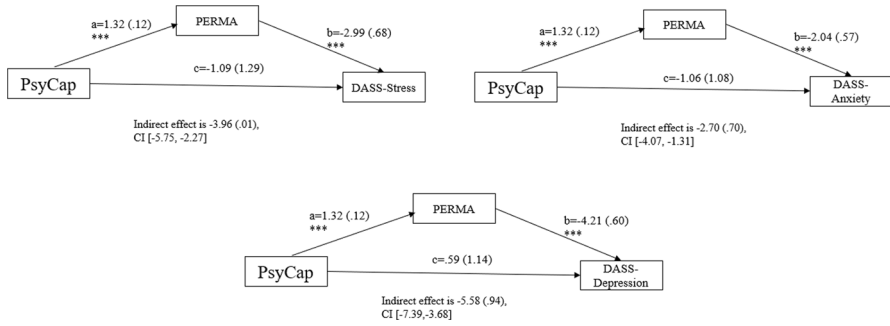 PERMA
a=1.32 (.12)
***
b=-2.99 (.68)
***
c=-1.09 (1.29)
PsyCap
DASS-Stress
Indirect effect is -3.96 (.01),
CI [-5.75, -2.27]
PERMA
a=1.32 (.12)
***
b=-2.04 (.57)
***
c=-1.06 (1.08)
PsyCap
DASS-
Anxiety
Indirect effect is -2.70 (.70),
CI [-4.07, -1.31]
PERMA
a=1.32 (.12)
***
b=-4.21 (.60)
***
c=.59 (1.14)
PsyCap
DASS-
Depression
Indirect effect is -5.58 (.94),
CI [-7.39,-3.68]